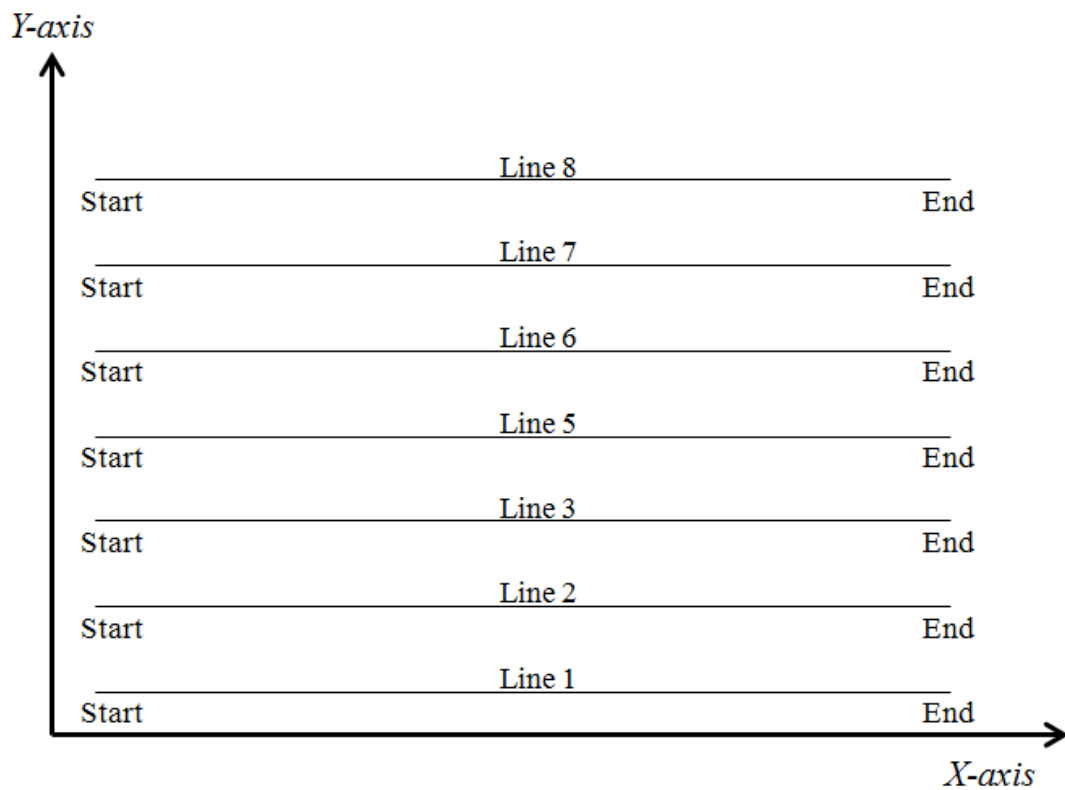 Y-axis
Line 8
Start End
Line 7
Start End
Line 6
Start End
Line 5
Start End
Line 3
Start End
Line 2
Start End
Line 1
Start End
X-axis